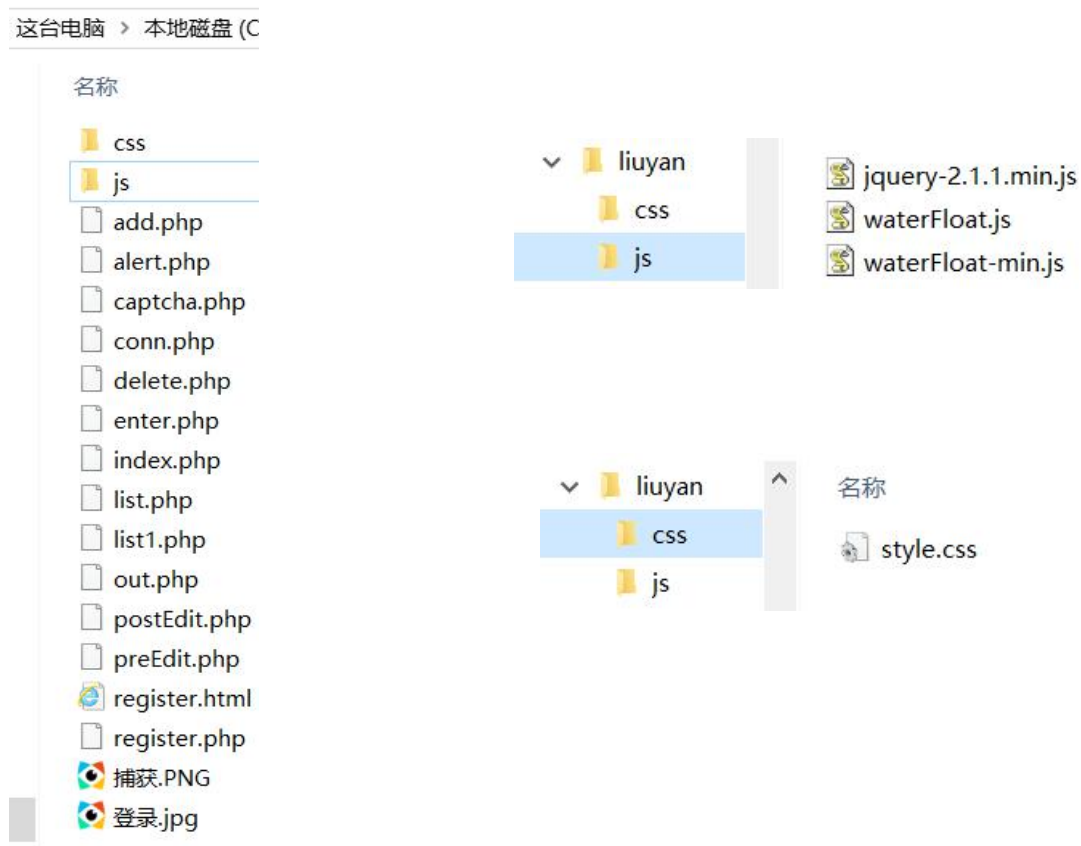 这台电脑 > 本地磁盘 (C
名称
css
js
add.php
alert.php
captcha.php
conn.php
delete.php
enter.php
index.php
list.php
list1.php
out.php
postEdit.php
preEdit.php
register.html
register.php
捕获.PNG
登录.jpg
liuyan
css
js
jquery-2.1.1.min.js
waterFloat.js
waterFloat-min.js
liuyan
css
js
名称
style.css